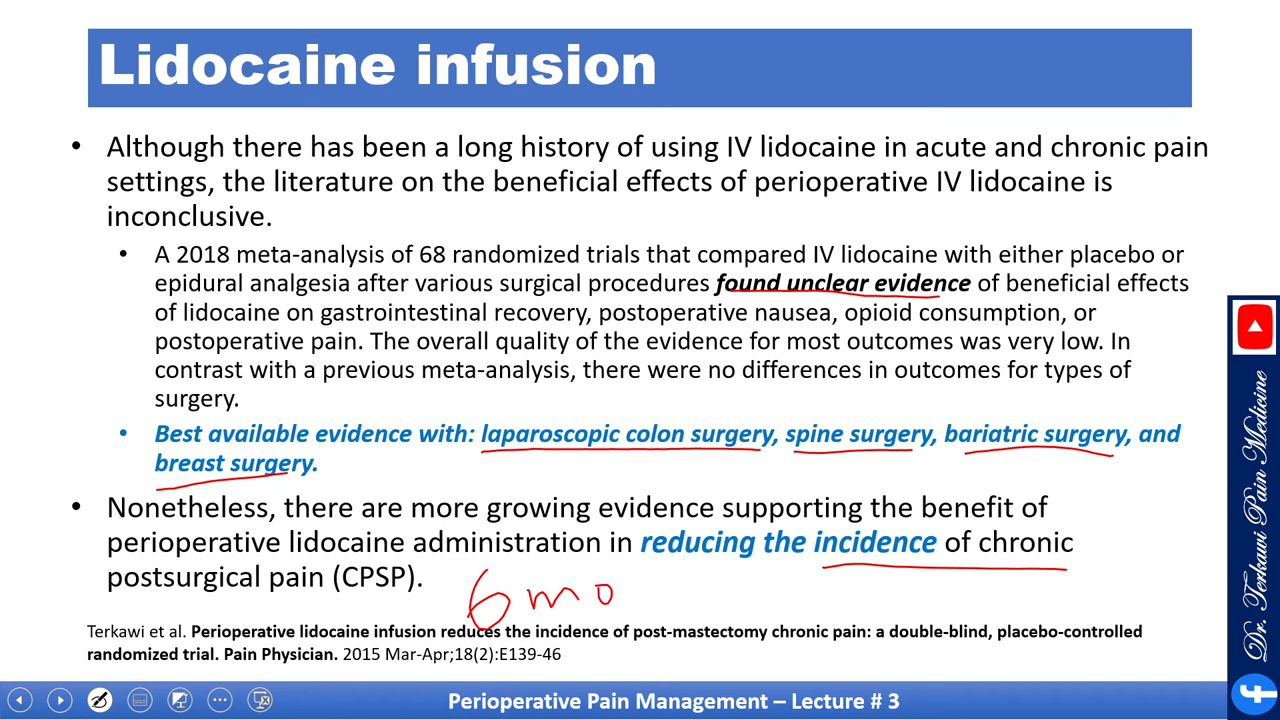 Lidocaine infusion
• Although there has been a long history of using IV lidocaine in acute and chronic pain
settings, the literature on the beneficial effects of perioperative IV lidocaine is
inconclusive.
• A 2018 meta-analysis of 68 randomized trials that compared IV lidocaine with either placebo or
epidural analgesia after various surgical procedures found unclear evidence of beneficial effects
of lidocaine on gastrointestinal recovery, postoperative nausea, opioid consumption, or
postoperative pain. The overall quality of the evidence for most outcomes was very low. In
contrast with a previous meta-analysis, there were no differences in outcomes for types of
surgery.
• Best available evidence with: laparoscopic colon surgery, spine surgery, bariatric surgery, and
breast surgery.
• Nonetheless, there are more growing evidence supporting the benefit of
perioperative lidocaine administration in reducing the incidence of chronic
postsurgical pain (CPSP).
6 mo
Terkawi et al. Perioperative lidocaine infusion reduces the incidence of post-mastectomy chronic pain: a double-blind, placebo-controlled
randomized trial. Pain Physician. 2015 Mar-Apr;18(2):E139-46
Perioperative Pain Management – Lecture # 3
Dr. Terkawi Pain Medicine